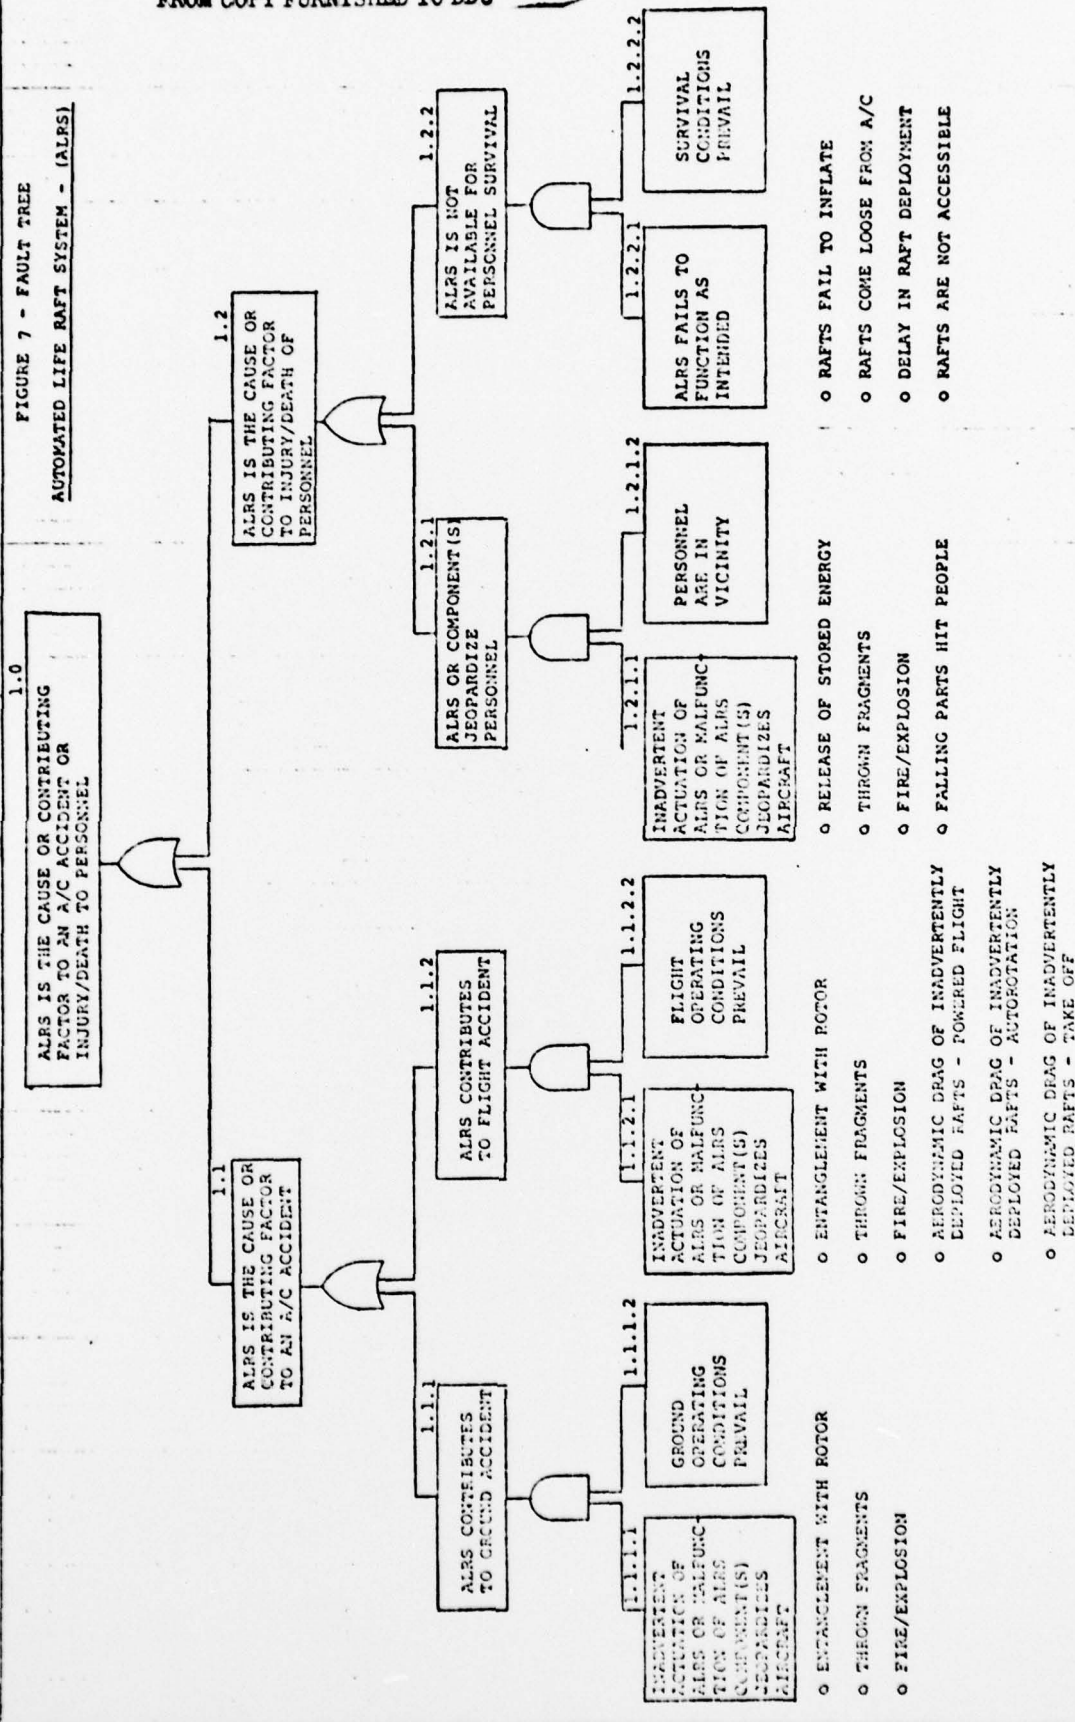 FROM COPY FURNISHED TO DDC
FIGURE 7 - FAULT TREE
AUTOMATED LIFE RAFT SYSTEM - (ALRS)
1.0
ALRS IS THE CAUSE OR CONTRIBUTING
FACTOR TO AN A/C ACCIDENT OR
INJURY/DEATH TO PERSONNEL
1.1
ALRS IS THE CAUSE OR
CONTRIBUTING FACTOR
TO AN A/C ACCIDENT
1.2
ALRS IS THE CAUSE OR
CONTRIBUTING FACTOR
TO INJURY/DEATH OF
PERSONNEL
1.1.1
ALRS CONTRIBUTES
TO GROUND ACCIDENT
1.1.2
ALRS CONTRIBUTES
TO FLIGHT ACCIDENT
1.2.1
ALRS OR COMPONENT(S)
JEOPARDIZE
PERSONNEL
1.2.2
ALRS IS NOT
AVAILABLE FOR
PERSONNEL SURVIVAL
1.1.1.1
INADVERTENT
ACTUATION OF
ALRS OR MALFUNC-
TION OF ALRS
COMPONENT(S)
JEOPARDIZES
AIRCRAFT
1.1.1.2
GROUND
OPERATING
CONDITIONS
PREVAIL
1.1.2.1
INADVERTENT
ACTUATION OF
ALRS OR MALFUNC-
TION OF ALRS
COMPONENT(S)
JEOPARDIZES
AIRCRAFT
1.1.2.2
FLIGHT
OPERATING
CONDITIONS
PREVAIL
1.2.1.1
INADVERTENT
ACTUATION OF
ALRS OR MALFUNC-
TION OF ALRS
COMPONENT(S)
JEOPARDIZES
AIRCRAFT
1.2.1.2
PERSONNEL
ARE IN
VICINITY
1.2.2.1
ALRS FAILS TO
FUNCTION AS
INTENDED
1.2.2.2
SURVIVAL
CONDITIONS
PREVAIL
o ENTANGLEMENT WITH ROTOR
o THROWN FRAGMENTS
o FIRE/EXPLOSION
o ENTANGLEMENT WITH ROTOR
o THROWN FRAGMENTS
o FIRE/EXPLOSION
o AERODYNAMIC DRAG OF INADVERTENTLY
DEPLOYED RAFTS - POWERED FLIGHT
o AERODYNAMIC DRAG OF INADVERTENTLY
DEPLOYED RAFTS - AUTOROTATION
o AERODYNAMIC DRAG OF INADVERTENTLY
DEPLOYED RAFTS - TAKE OFF
o RELEASE OF STORED ENERGY
o THROWN FRAGMENTS
o FIRE/EXPLOSION
o FALLING PARTS HIT PEOPLE
o RAFTS FAIL TO INFLATE
o RAFTS COME LOOSE FROM A/C
o DELAY IN RAFT DEPLOYMENT
o RAFTS ARE NOT ACCESSIBLE